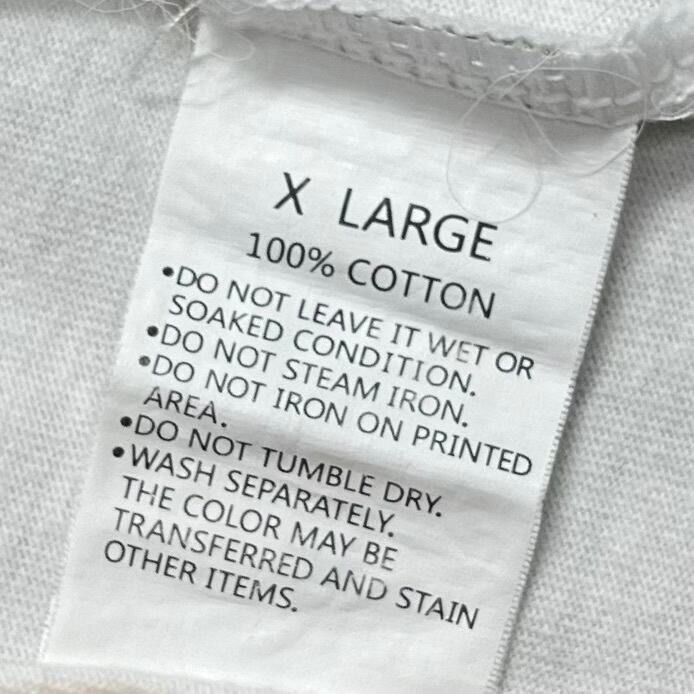 X LARGE
100% COTTON
•DO NOT LEAVE IT WET OR
SOAKED CONDITION.
•DO NOT STEAM IRON.
•DO NOT IRON ON PRINTED
AREA.
•DO NOT TUMBLE DRY.
•WASH SEPARATELY.
THE COLOR MAY BE
TRANSFERRED AND STAIN
OTHER ITEMS.